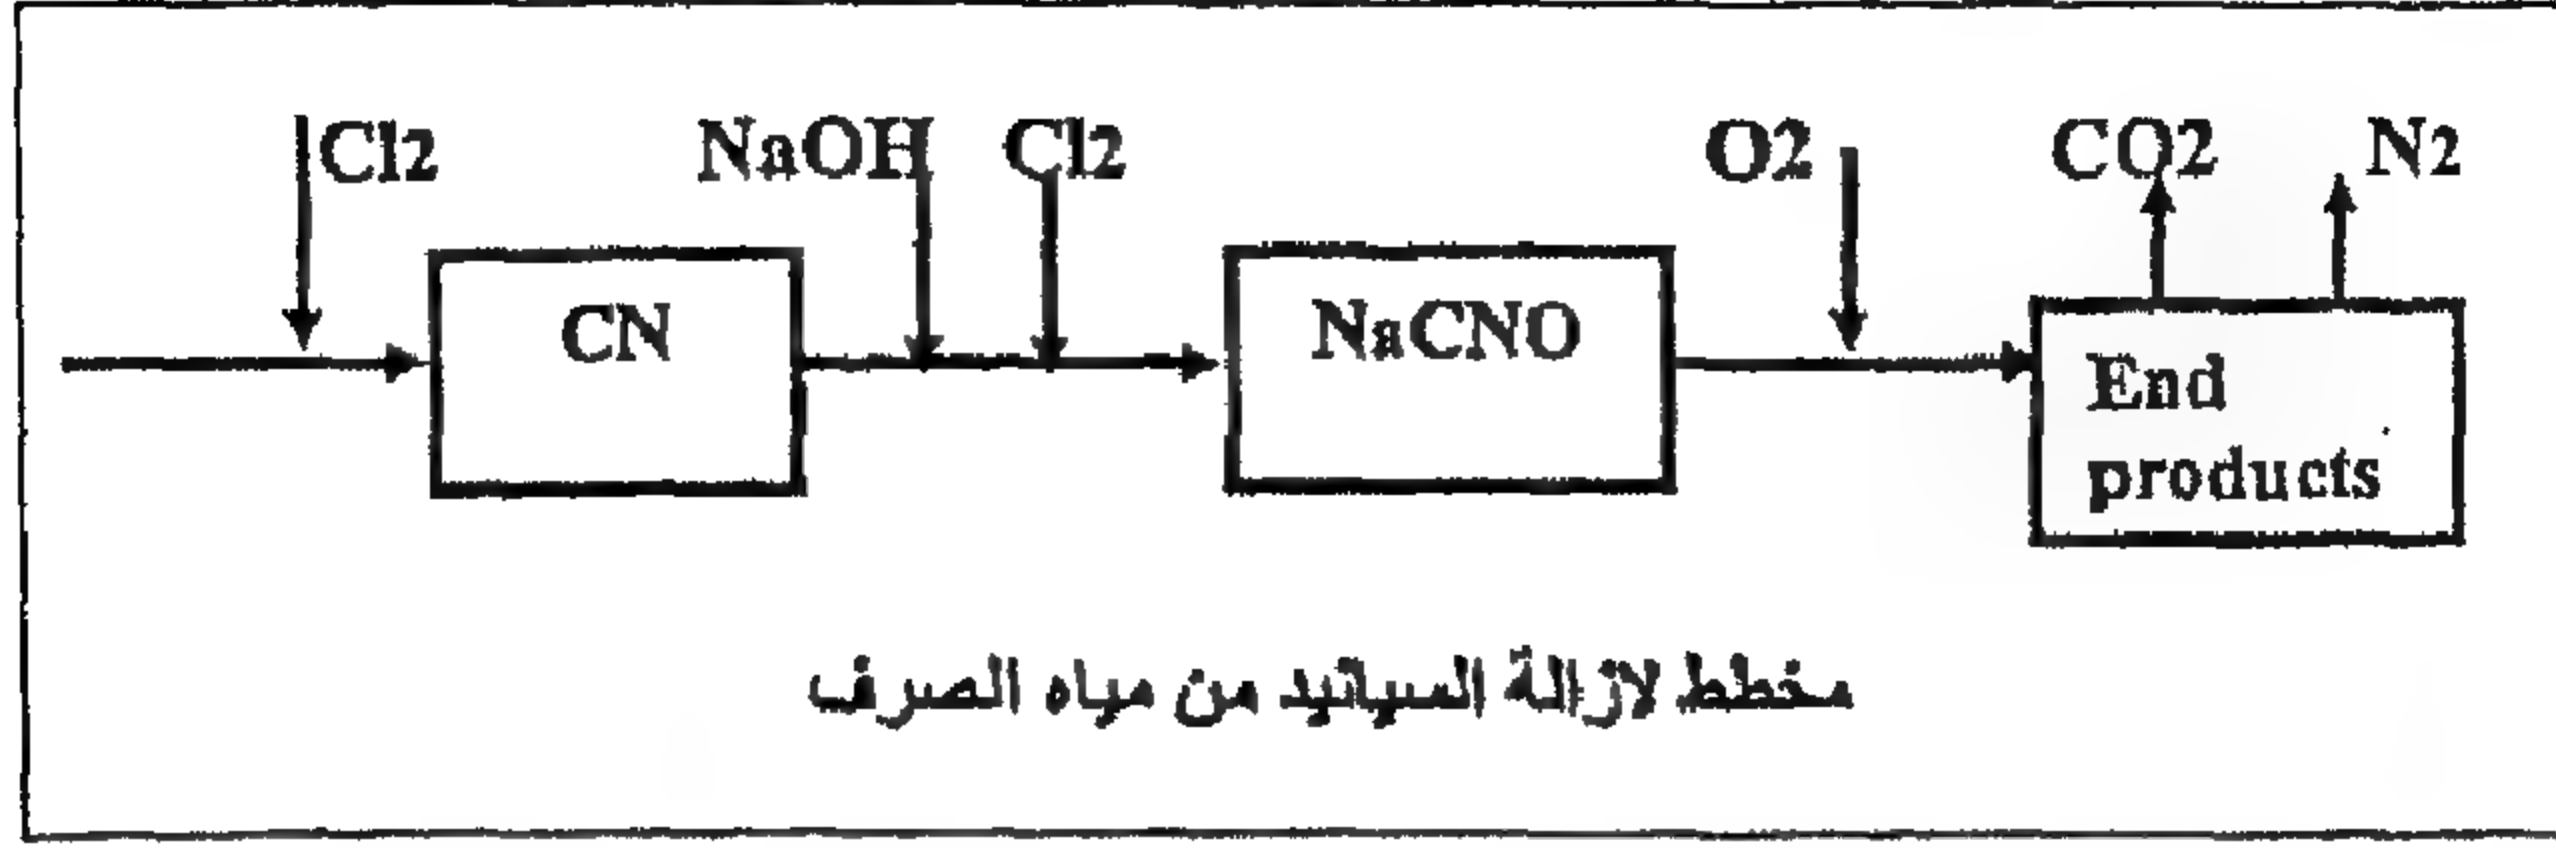 Cl2 NaOH Cl2 O2 CO2 N2
CN NaCNO End
products
مخطط لازالة السيانيد من مياه الصرف